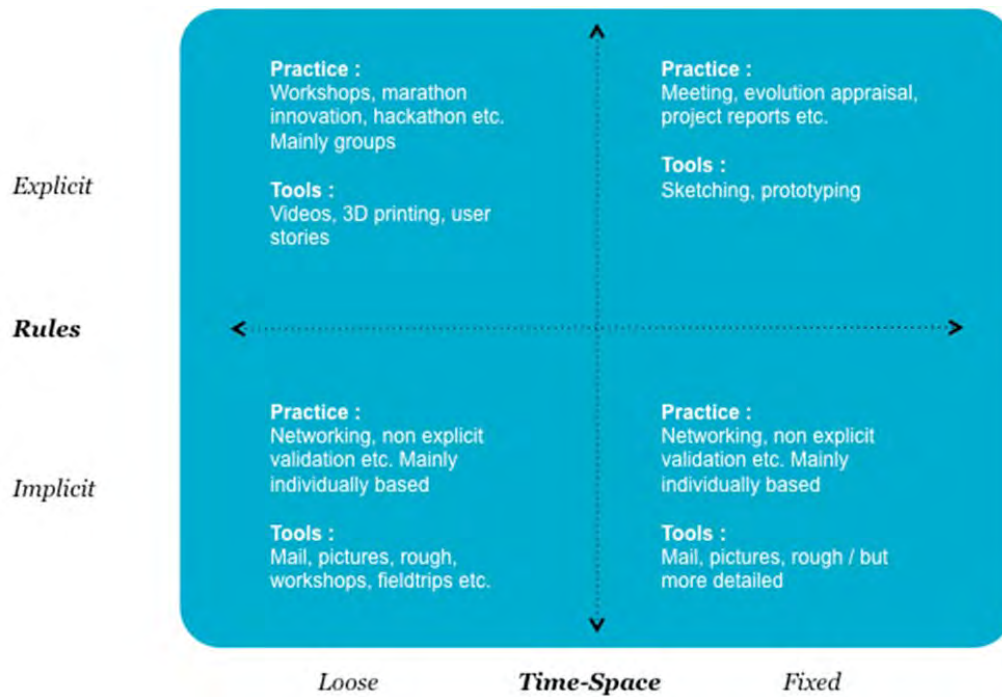 Practice :
Workshops, marathon
innovation, hackathon etc.
Mainly groups
Tools :
Videos, 3D printing, user
stories
Practice :
Meeting, evolution appraisal,
project reports etc.
Tools :
Sketching, prototyping
Explicit
Rules
Implicit
Practice :
Networking, non explicit
validation etc. Mainly
individually based
Tools :
Mail, pictures, rough,
workshops, fieldtrips etc.
Practice :
Networking, non explicit
validation etc. Mainly
individually based
Tools :
Mail, pictures, rough / but
more detailed
Loose
Time-Space
Fixed